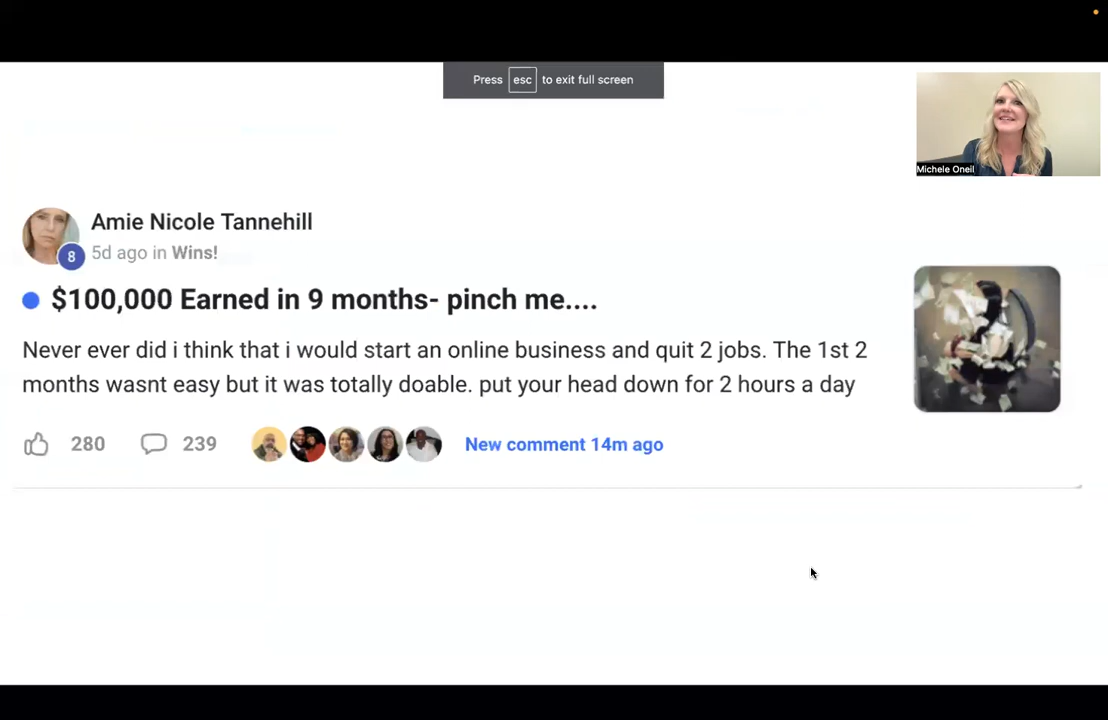 Press esc to exit full screen
Michele Oneil
Amie Nicole Tannehill
8
5d ago in Wins!
$100,000 Earned in 9 months- pinch me....
Never ever did i think that i would start an online business and quit 2 jobs. The 1st 2
months wasnt easy but it was totally doable. put your head down for 2 hours a day
280 239 New comment 14m ago